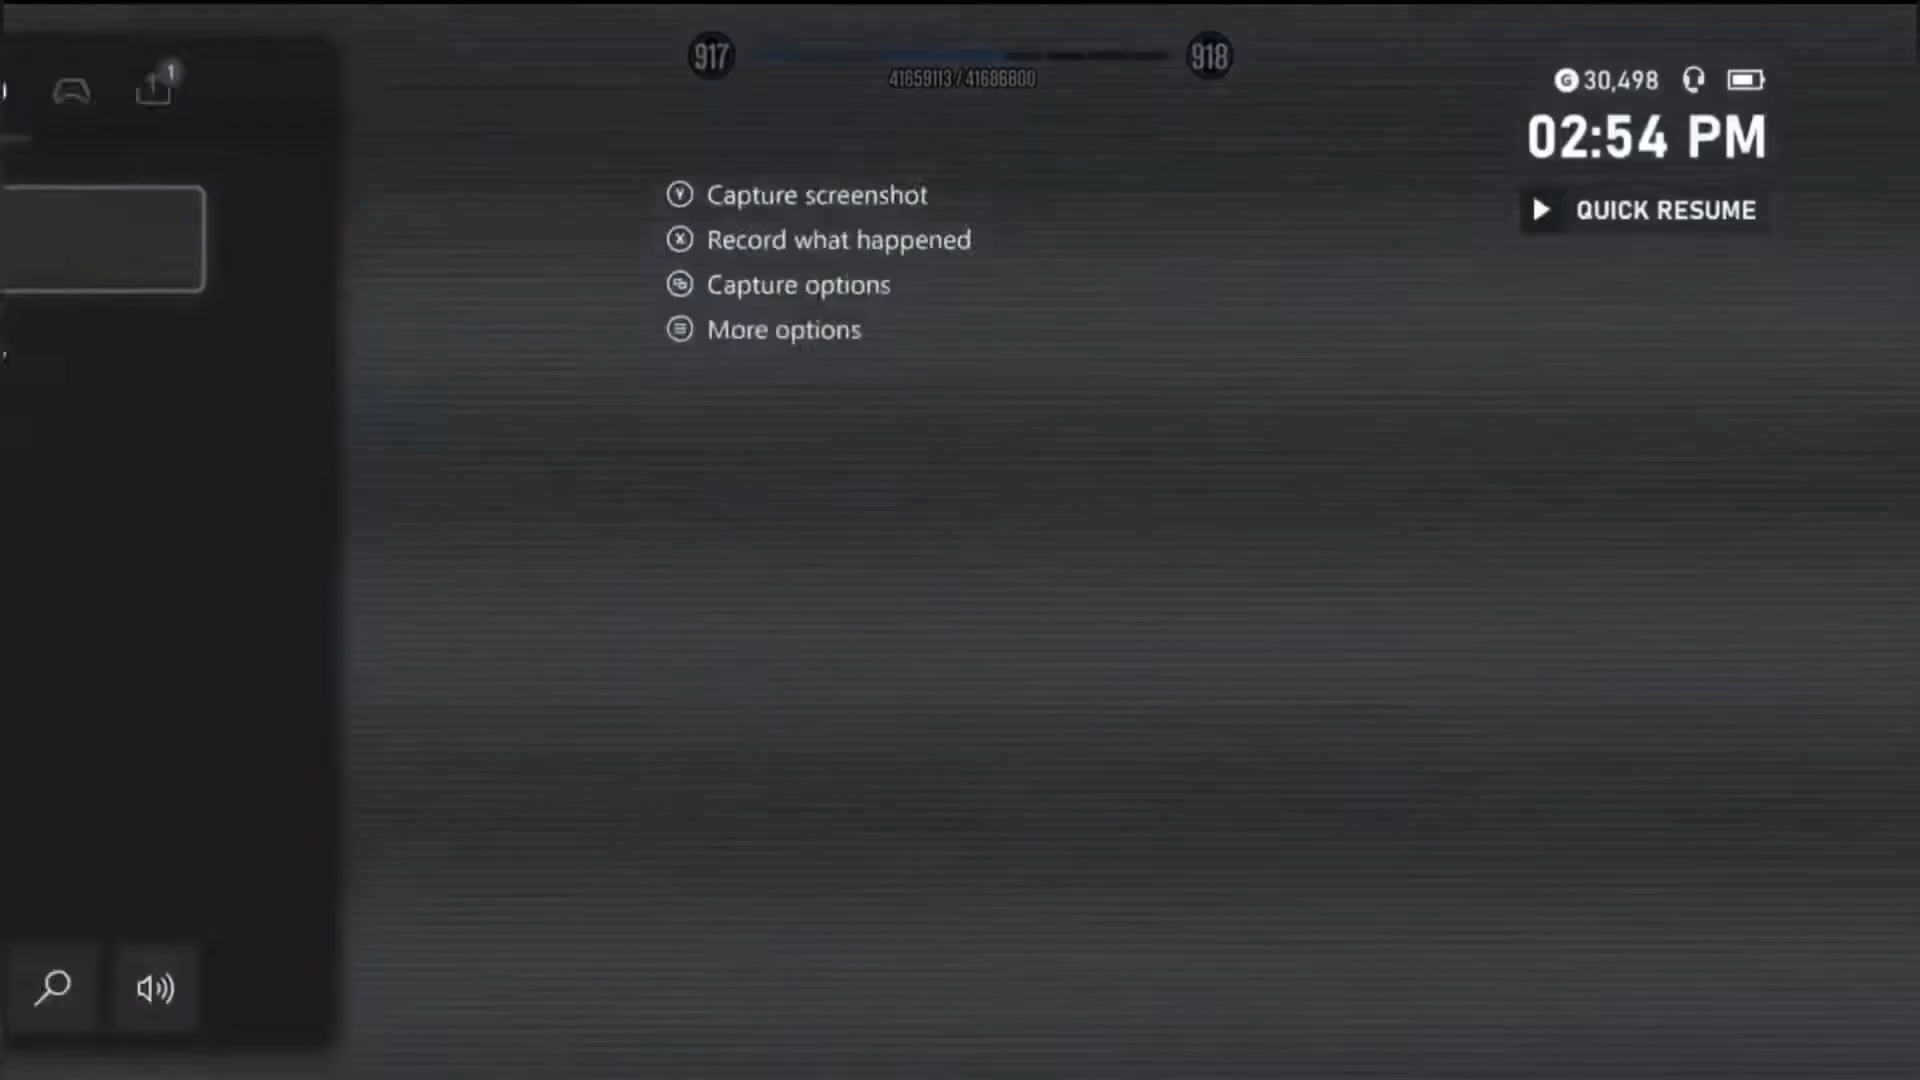 917
918
41659113/41686800
1
30,498
02:54 PM
QUICK RESUME
Y Capture screenshot
X Record what happened
Capture options
More options